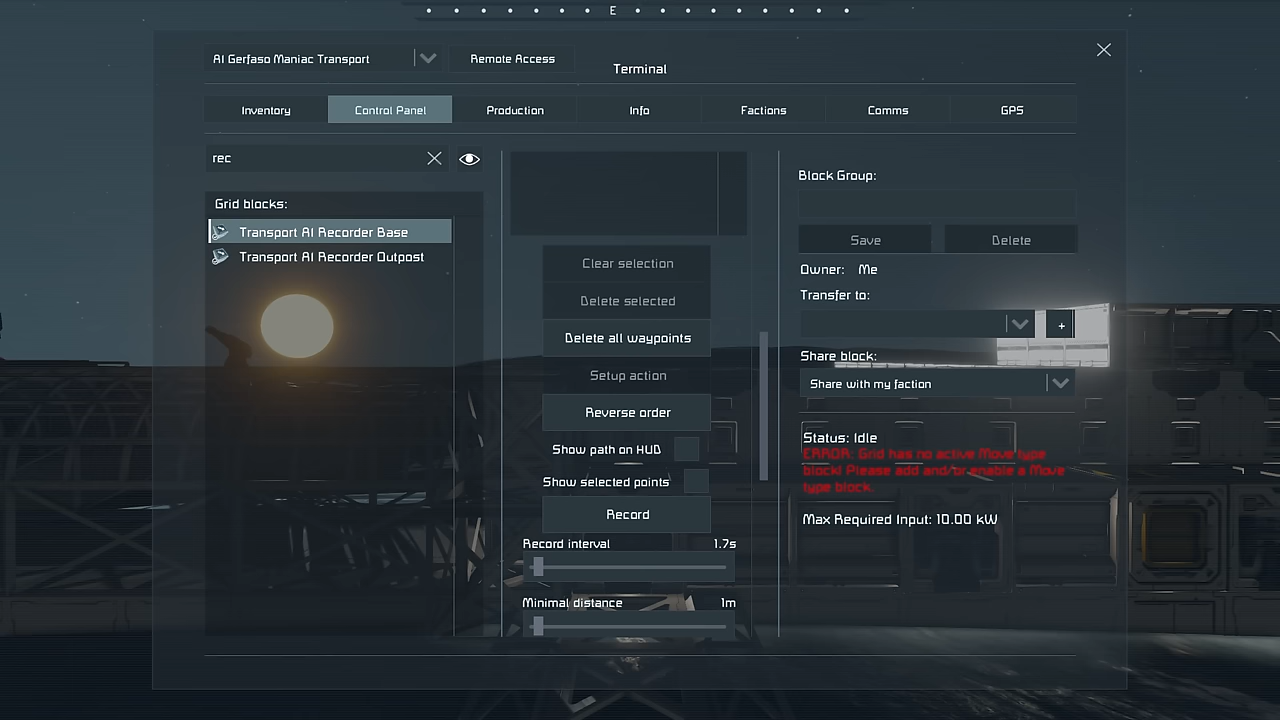 E
AI Gerfaso Maniac Transport
Remote Access
Terminal
Inventory
Control Panel
Production
Info
Factions
Comms
GPS
rec
Grid blocks:
Transport AI Recorder Base
Transport AI Recorder Outpost
Clear selection
Delete selected
Delete all waypoints
Setup action
Reverse order
Show path on HUD
Show selected points
Record
Record interval 1.7s
Minimal distance 1m
Block Group:
Save
Delete
Owner: Me
Transfer to:
+
Share block:
Share with my faction
Status: Idle
ERROR: Grid has no active Move type
block! Please add and/or enable a Move
type block.
Max Required Input: 10.00 kW